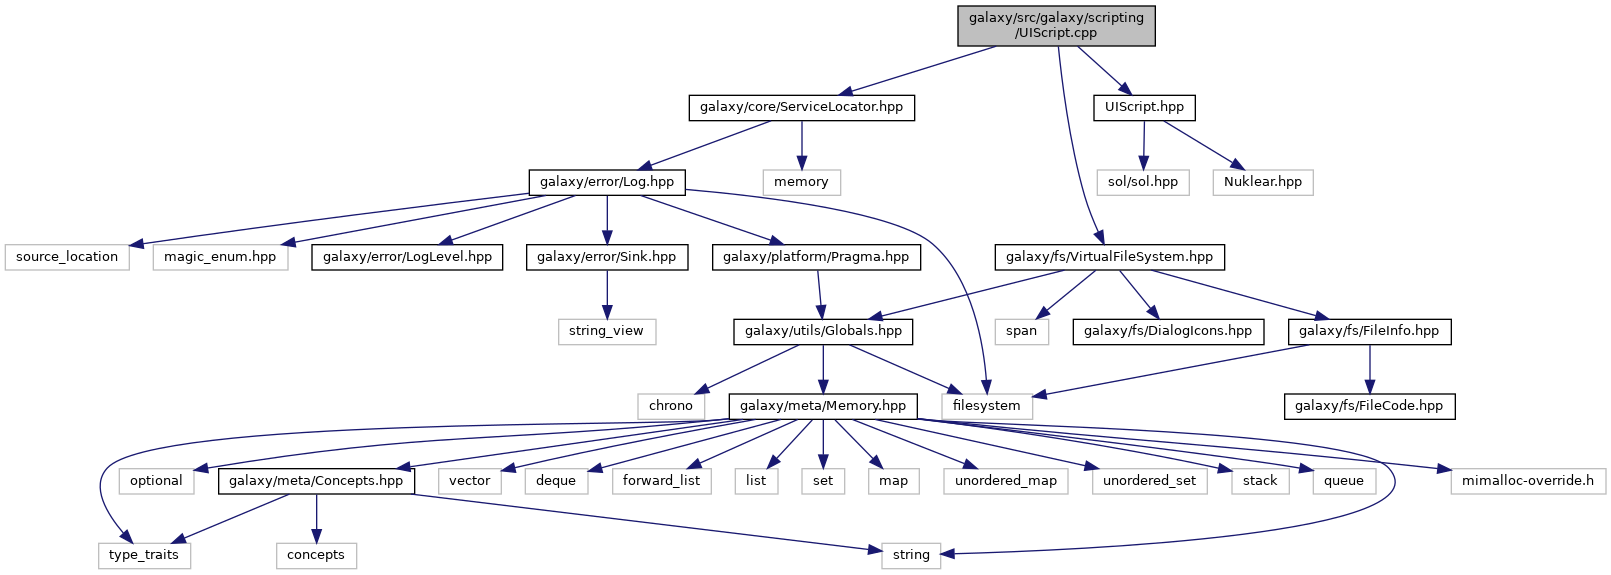 galaxy/src/galaxy/scripting
/UIScript.cpp
galaxy/core/ServiceLocator.hpp
UIScript.hpp
galaxy/error/Log.hpp
memory
sol/sol.hpp
Nuklear.hpp
source_location
magic_enum.hpp
galaxy/error/LogLevel.hpp
galaxy/error/Sink.hpp
galaxy/platform/Pragma.hpp
galaxy/fs/VirtualFileSystem.hpp
string_view
galaxy/utils/Globals.hpp
span
galaxy/fs/DialogIcons.hpp
galaxy/fs/FileInfo.hpp
chrono
galaxy/meta/Memory.hpp
filesystem
galaxy/fs/FileCode.hpp
optional
galaxy/meta/Concepts.hpp
vector
deque
forward_list
list
set
map
unordered_map
unordered_set
stack
queue
mimalloc-override.h
type_traits
concepts
string